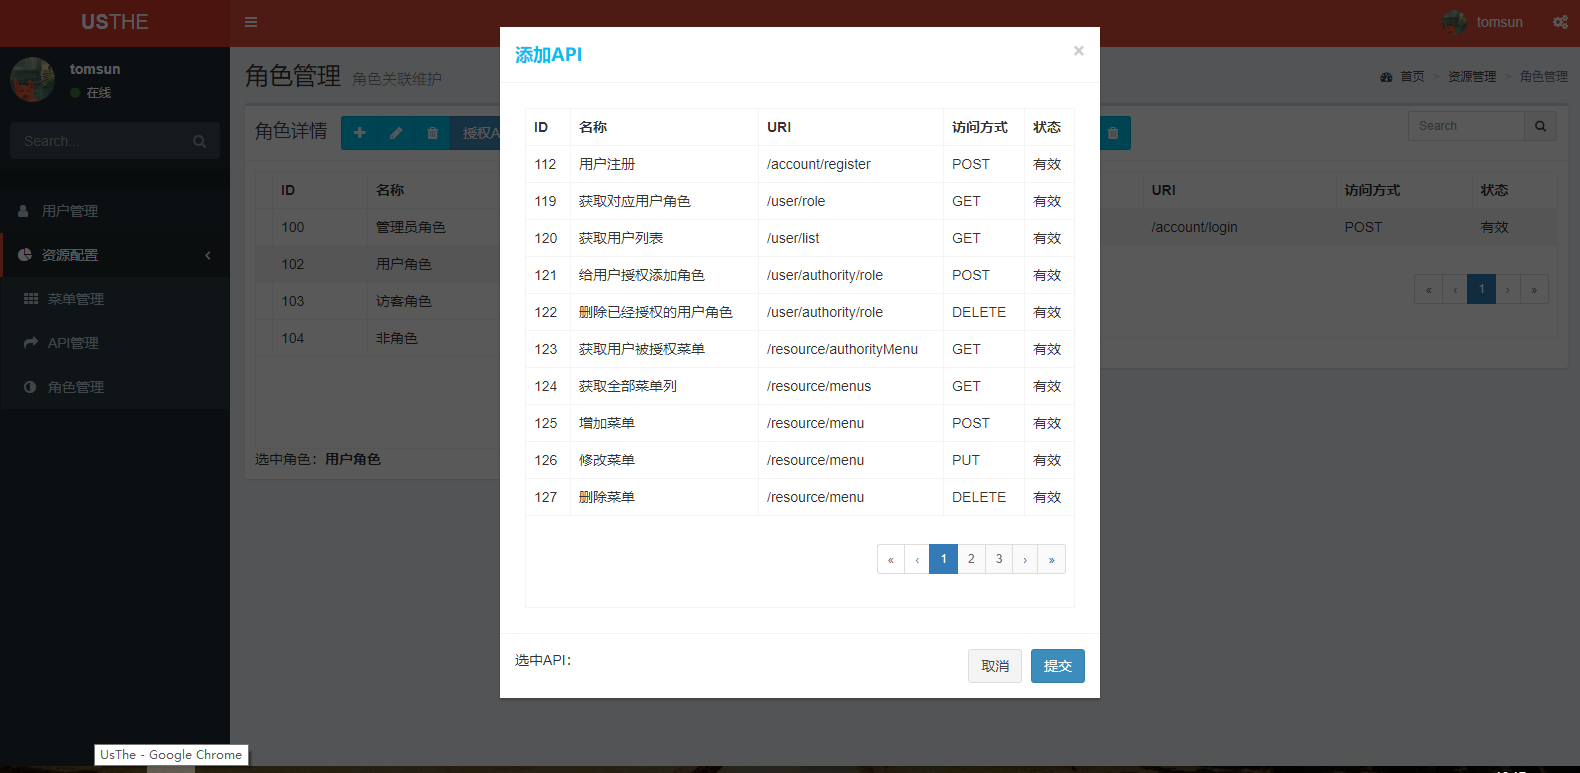 USTHE
tomsun
tomsun
在线
Search...
用户管理
资源配置
菜单管理
API管理
角色管理
角色管理 角色关联维护
首页 > 资源管理 > 角色管理
角色详情 授权A
Search
ID 名称
100 管理员角色
102 用户角色
103 访客角色
104 非角色
选中角色：用户角色
URI 访问方式 状态
/account/login POST 有效
« ‹ 1 › »
添加API ×
ID 名称 URI 访问方式 状态
112 用户注册 /account/register POST 有效
119 获取对应用户角色 /user/role GET 有效
120 获取用户列表 /user/list GET 有效
121 给用户授权添加角色 /user/authority/role POST 有效
122 删除已经授权的用户角色 /user/authority/role DELETE 有效
123 获取用户被授权菜单 /resource/authorityMenu GET 有效
124 获取全部菜单列 /resource/menus GET 有效
125 增加菜单 /resource/menu POST 有效
126 修改菜单 /resource/menu PUT 有效
127 删除菜单 /resource/menu DELETE 有效
« ‹ 1 2 3 › »
选中API：
取消 提交
UsThe - Google Chrome